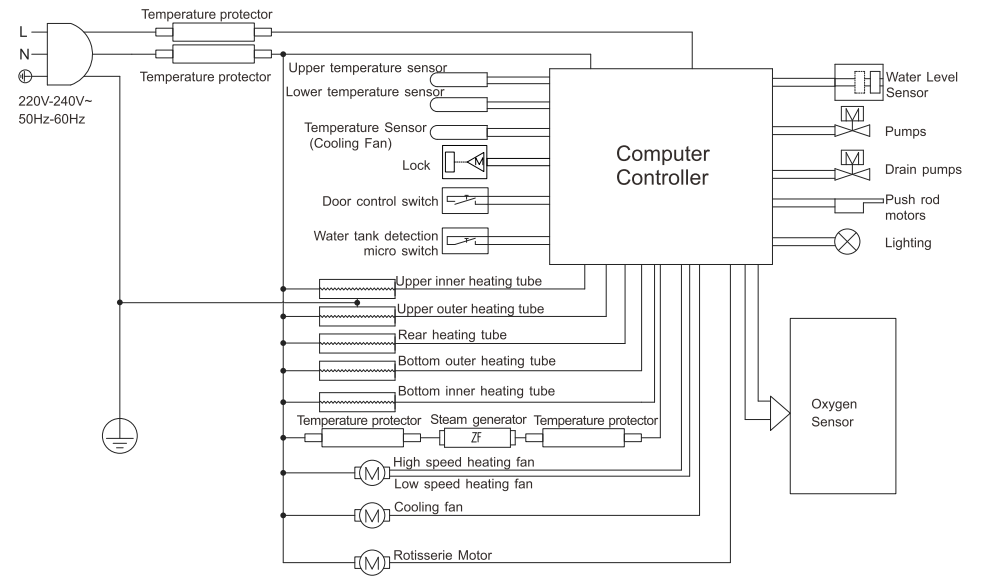 Temperature protector
L
N
Temperature protector
220V-240V~
50Hz-60Hz
Upper temperature sensor
Lower temperature sensor
Temperature Sensor
(Cooling Fan)
Lock
M
Door control switch
Water tank detection
micro switch
Computer
Controller
Water Level
Sensor
M
Pumps
M
Drain pumps
Push rod
motors
Lighting
Upper inner heating tube
Upper outer heating tube
Rear heating tube
Bottom outer heating tube
Bottom inner heating tube
Temperature protector
Steam generator
Temperature protector
ZF
M
High speed heating fan
Low speed heating fan
M
Cooling fan
M
Rotisserie Motor
Oxygen
Sensor